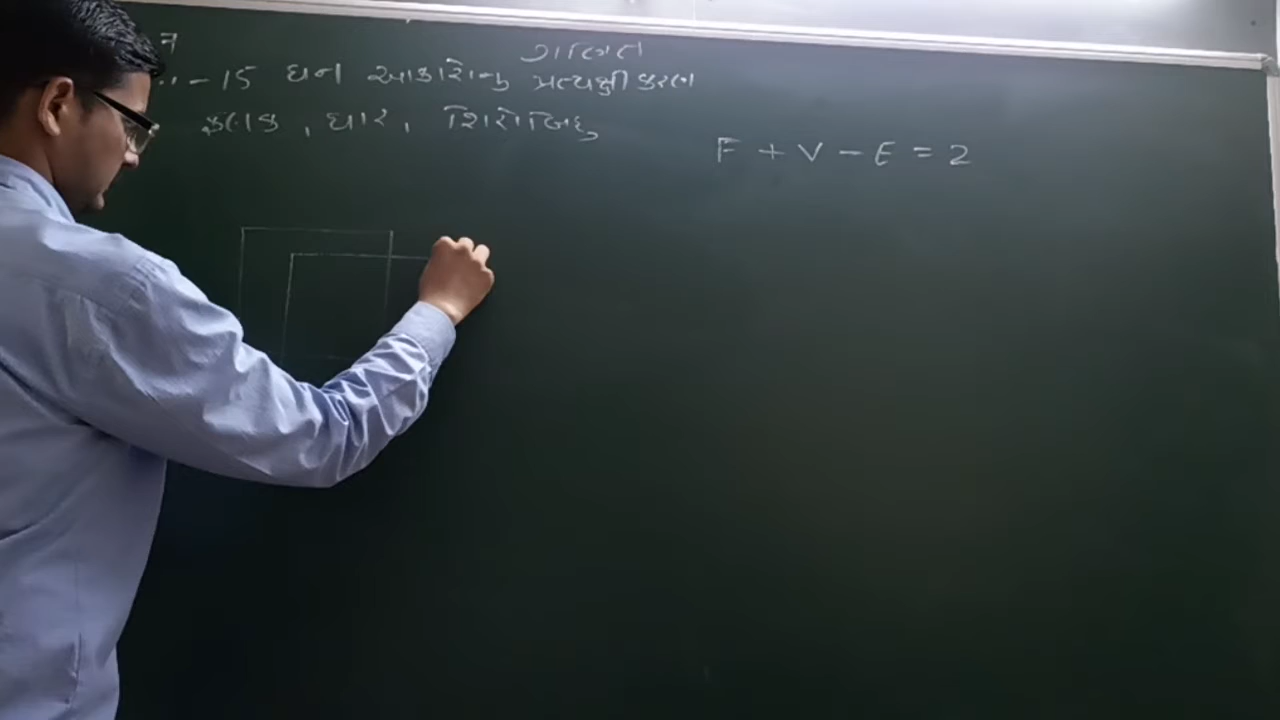 ગણિત
- 15 ઘન આકારોનું પ્રત્યક્ષીકરણ
ફલક, ધાર, શિરોબિંદુ
F + V - E = 2